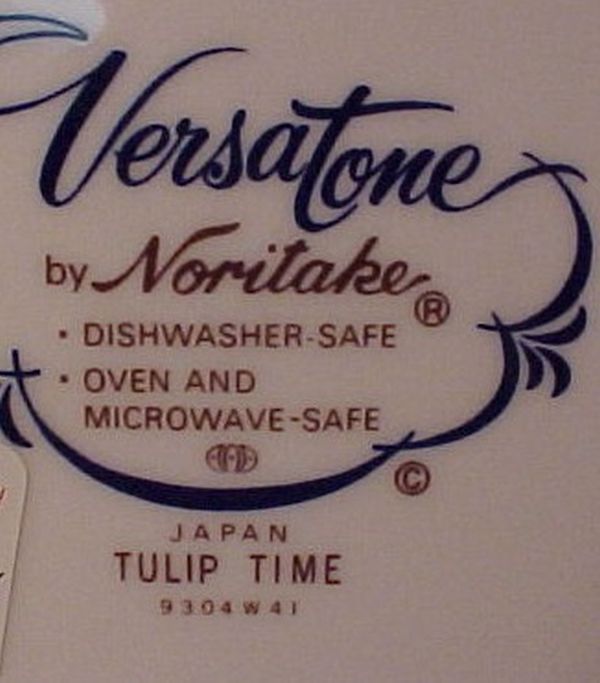 Versatone
by Noritake ®
· DISHWASHER-SAFE
· OVEN AND
MICROWAVE-SAFE
©
JAPAN
TULIP TIME
9304W41